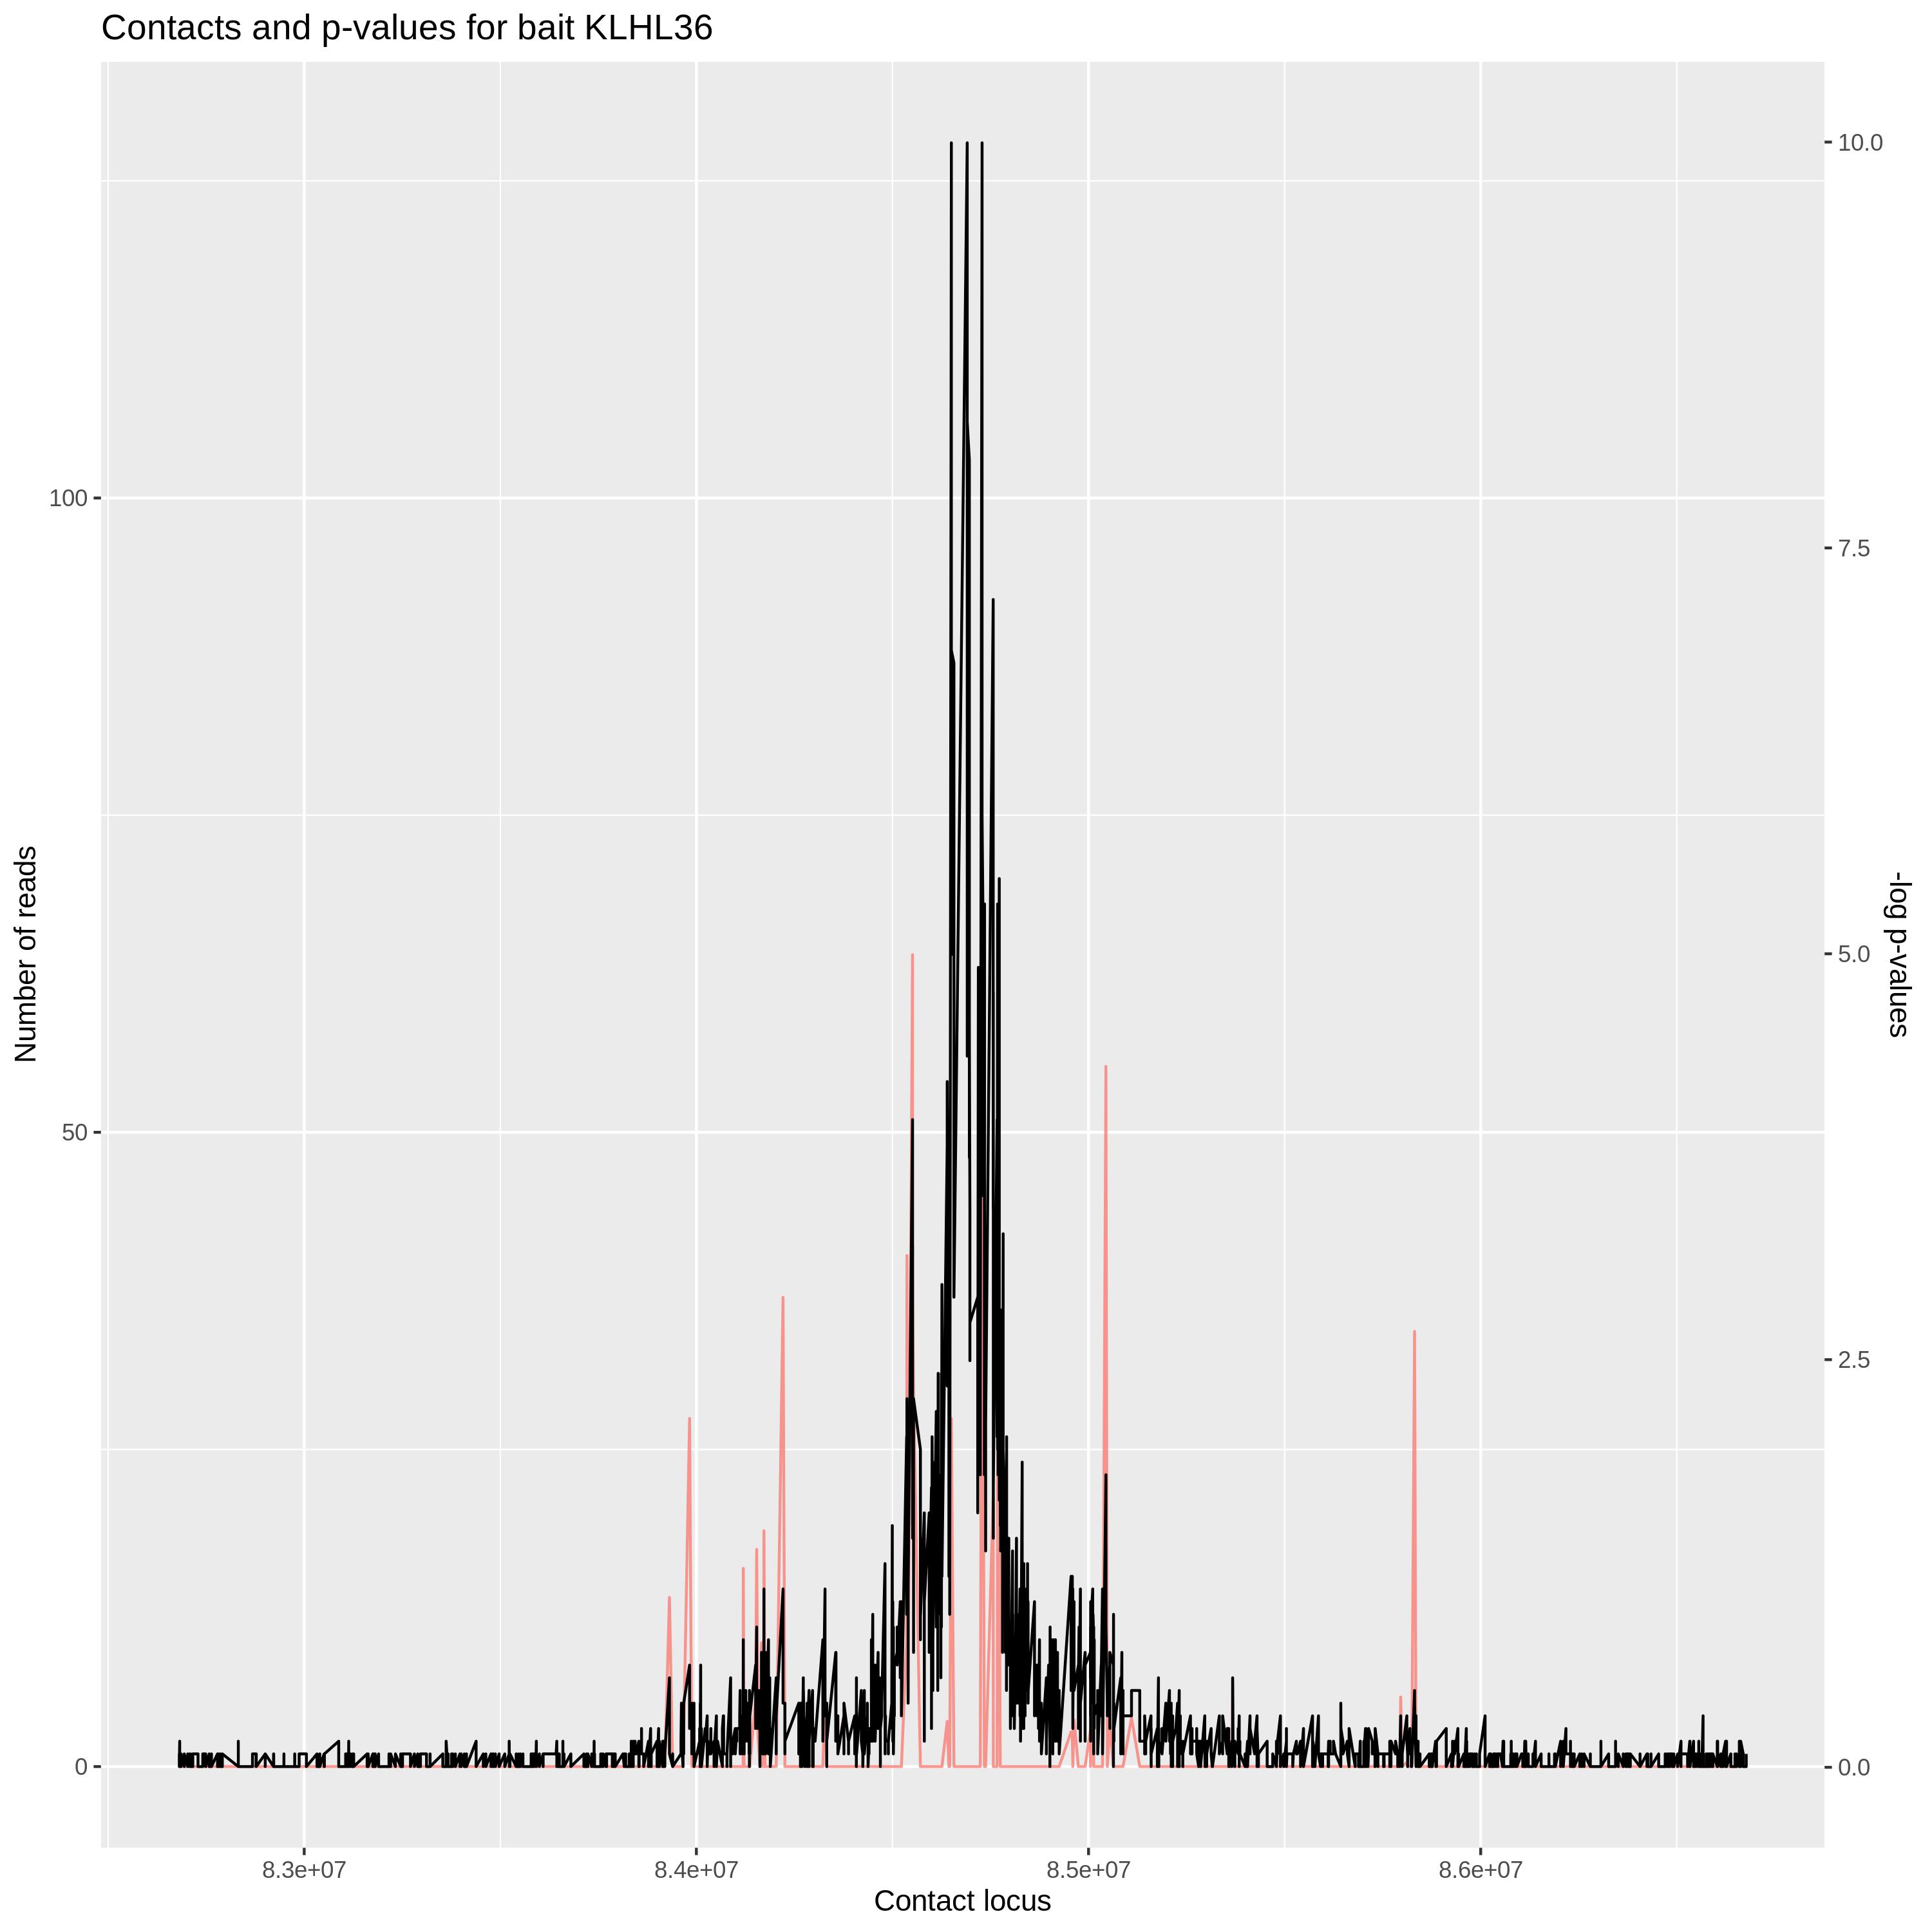 Contacts and p-values for bait KLHL36
10.0
100
7.5
Number of reads
5.0
-log p-values
50
2.5
0
0.0
8.3e+07
8.4e+07
8.5e+07
8.6e+07
Contact locus